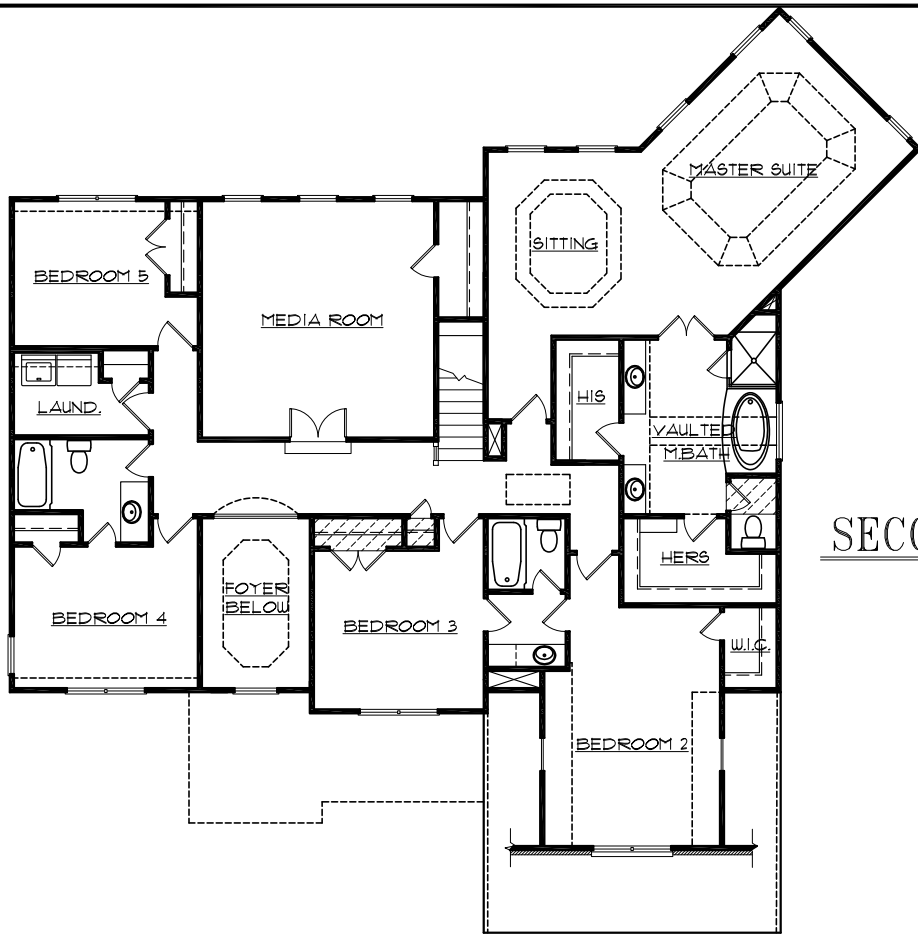 MASTER SUITE
SITTING
BEDROOM 5
MEDIA ROOM
HIS
LAUND.
VAULTED
M.BATH
SECO
HERS
FOYER
BELOW
BEDROOM 4
BEDROOM 3
W.I.C.
BEDROOM 2